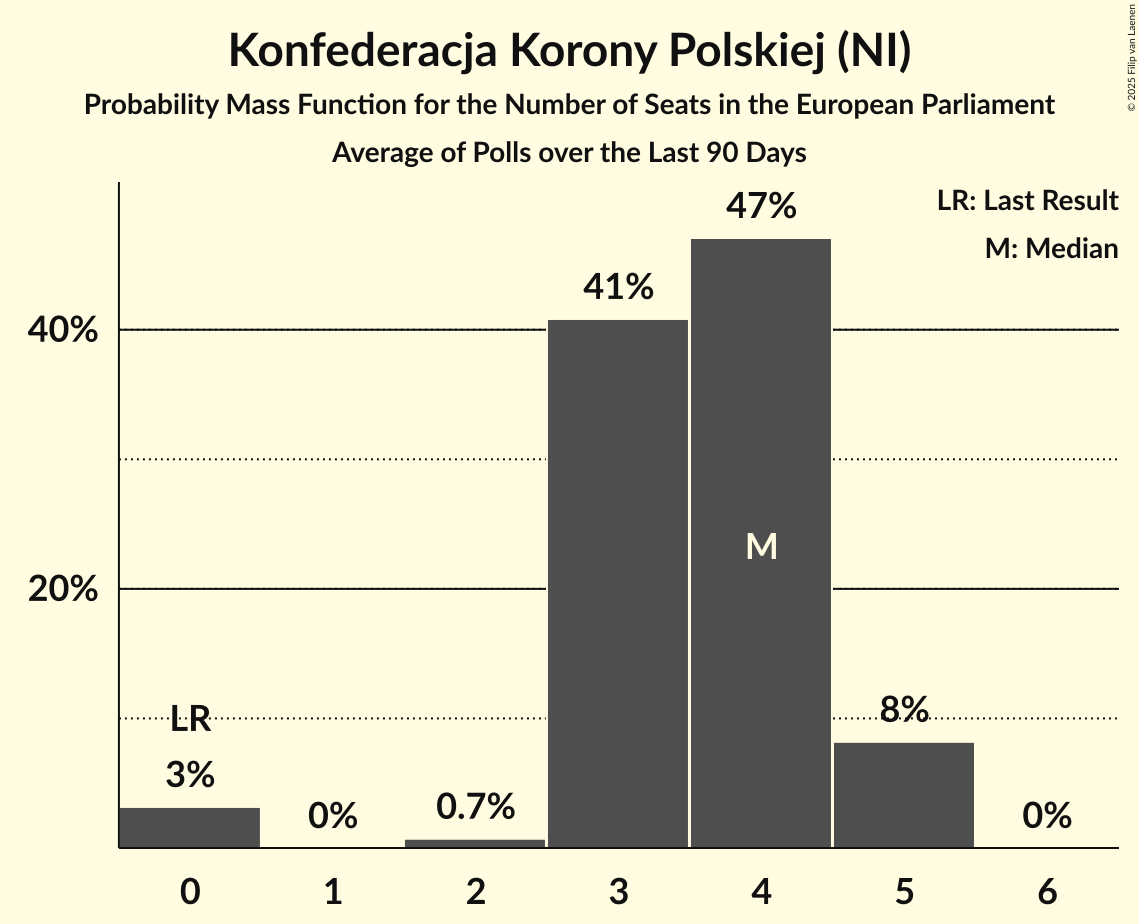 Konfederacja Korony Polskiej (NI)
Probability Mass Function for the Number of Seats in the European Parliament
Average of Polls over the Last 90 Days
© 2025 Filip van Laenen
LR: Last Result
M: Median
47%
41%
40%
M
20%
LR
8%
3%
0%
0.7%
0%
0 1 2 3 4 5 6